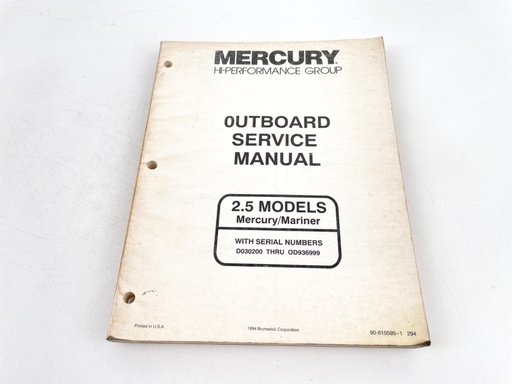 MERCURY
HI-PERFORMANCE GROUP
OUTBOARD
SERVICE
MANUAL
2.5 MODELS
Mercury/Mariner
WITH SERIAL NUMBERS
D030200 THRU OD936999
Printed in U.S.A.
1994 Brunswick Corporation
90-815595--1 294